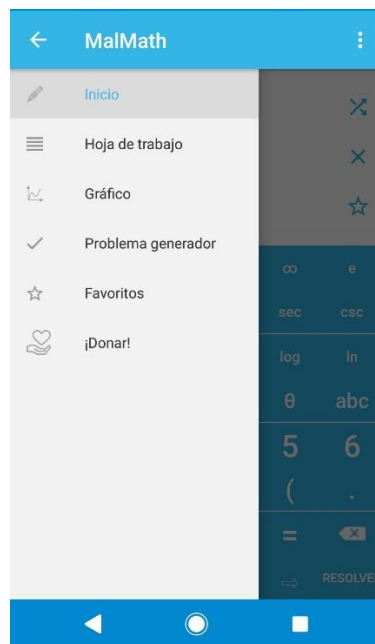 MalMath
Inicio
Hoja de trabajo
Gráfico
Problema generador
Favoritos
¡Donar!
∞ e
sec csc
log ln
θ abc
5 6
( .
=
RESOLVE